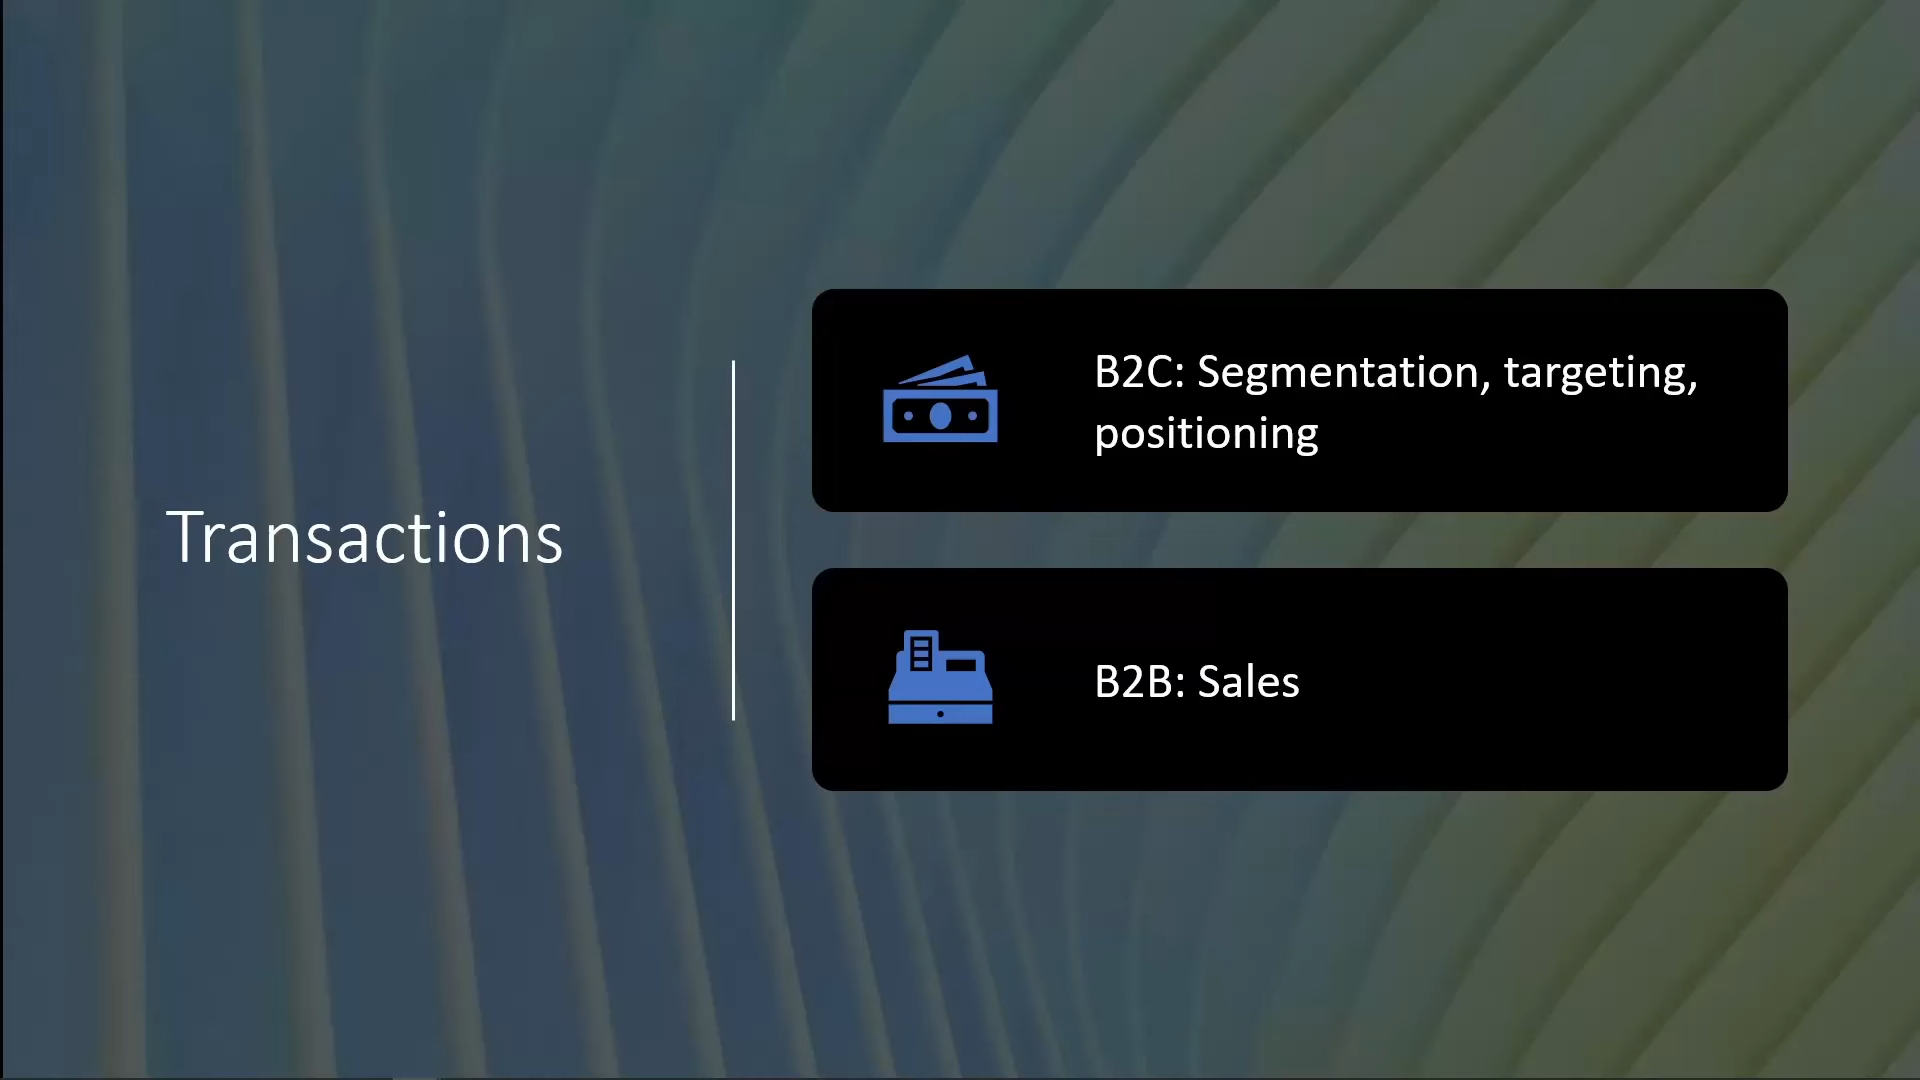 Transactions
B2C: Segmentation, targeting,
positioning
B2B: Sales